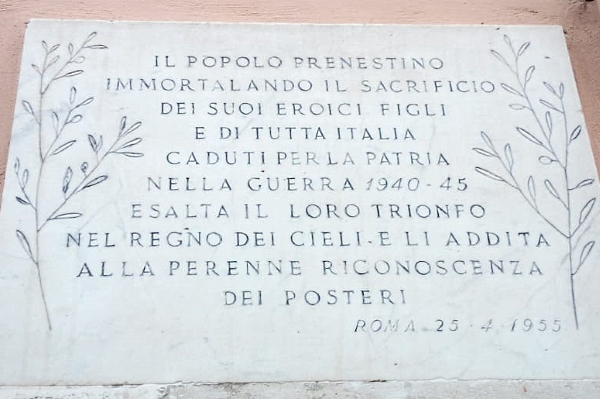 IL POPOLO PRENESTINO
IMMORTALANDO IL SACRIFICIO
DEI SUOI EROICI FIGLI
E DI TUTTA ITALIA
CADUTI PER LA PATRIA
NELLA GUERRA 1940-45
ESALTA IL LORO TRIONFO
NEL REGNO DEI CIELI. E LI ADDITA
ALLA PERENNE RICONOSCENZA
DEI POSTERI
ROMA 25.4.1955